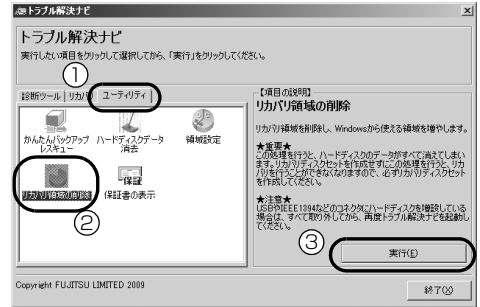 トラブル解決ナビ
トラブル解決ナビ
実行したい項目をクリックして選択してから、「実行」をクリックしてください。
①
診断ツール リカバリ ユーティリティ
かんたんバックアップ
レスキュー
ハードディスクデータ
消去
領域設定
リカバリ領域の削除
保証
保証書の表示
②
【項目の説明】
リカバリ領域の削除
リカバリ領域を削除し、Windowsから使える領域を増やします。
★重要★
この処理を行うと、ハードディスクのデータがすべて消えてしまい
ます。リカバリディスクセットを作成せずにこの処理を行うと、リカ
バリを行うことができなくなりますので、必ずリカバリディスクセット
を作成してください。
★注意★
USBやIEEE1394などのコネクタにハードディスクを増設している
場合は、すべて取り外してから、再度トラブル解決ナビを起動し
てください。
③
実行(E)
Copyright FUJITSU LIMITED 2009
終了(X)